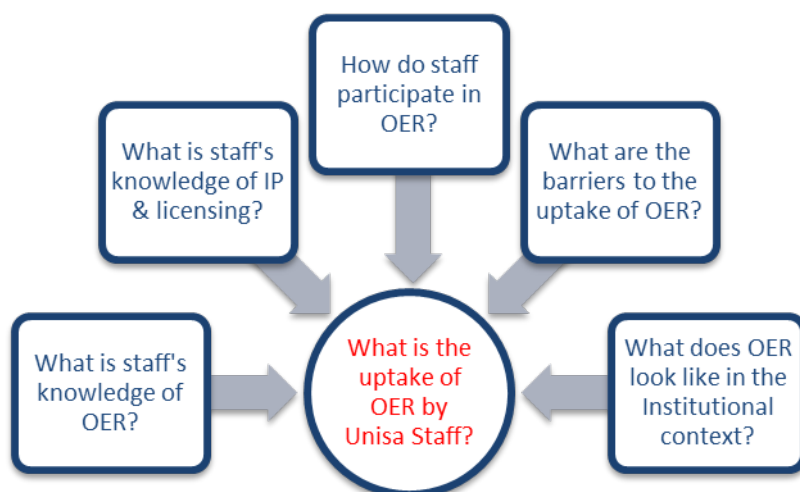 How do staff
participate in
OER?
What is staff's
knowledge of IP
& licensing?
What are the
barriers to the
uptake of OER?
What is staff's
knowledge of
OER?
What is the
uptake of
OER by
Unisa Staff?
What does OER
look like in the
Institutional
context?